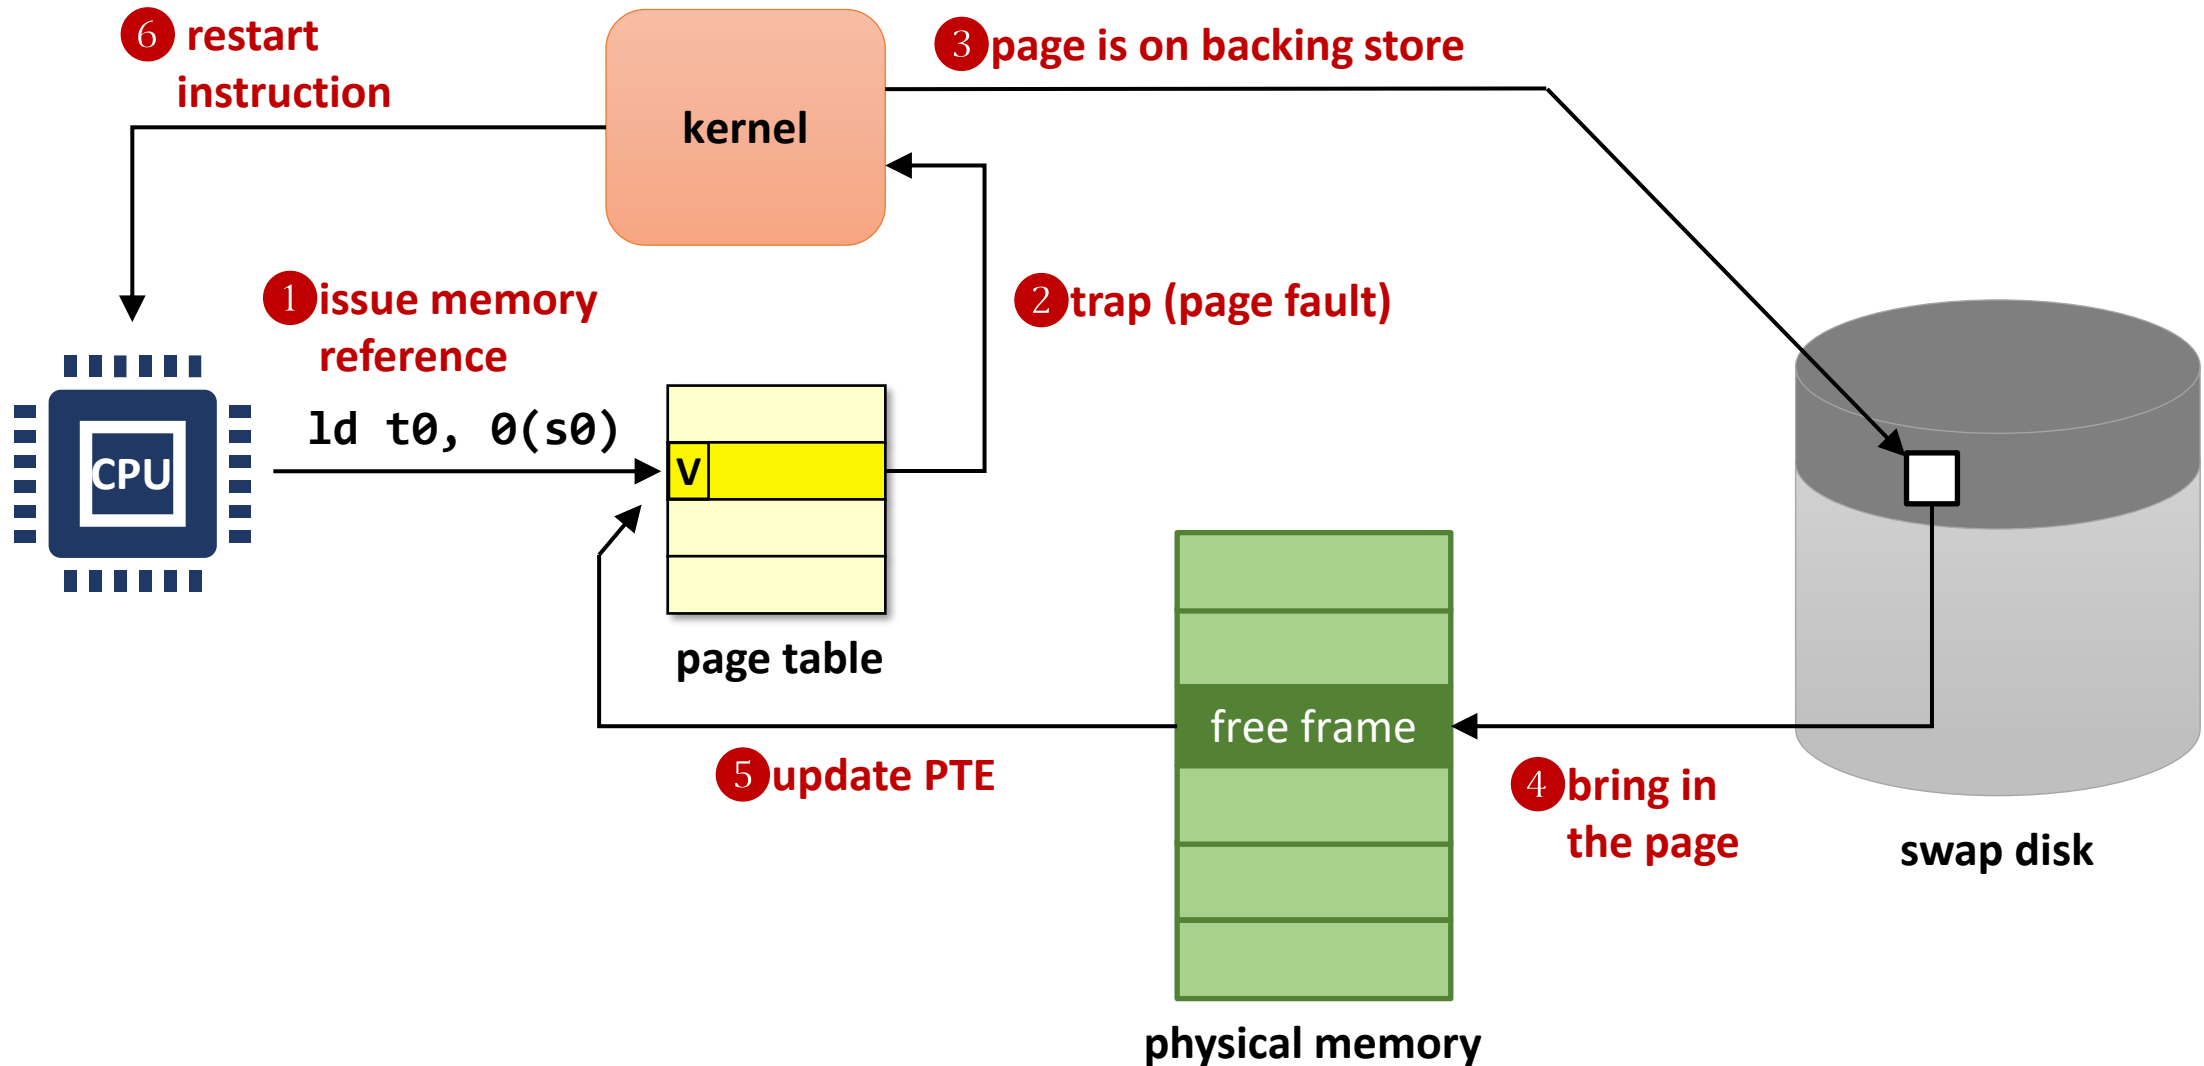 6 restart
instruction
kernel
3 page is on backing store
1 issue memory
reference
2 trap (page fault)
ld t0, 0(s0)
CPU
V
page table
free frame
5 update PTE
4 bring in
the page
swap disk
physical memory